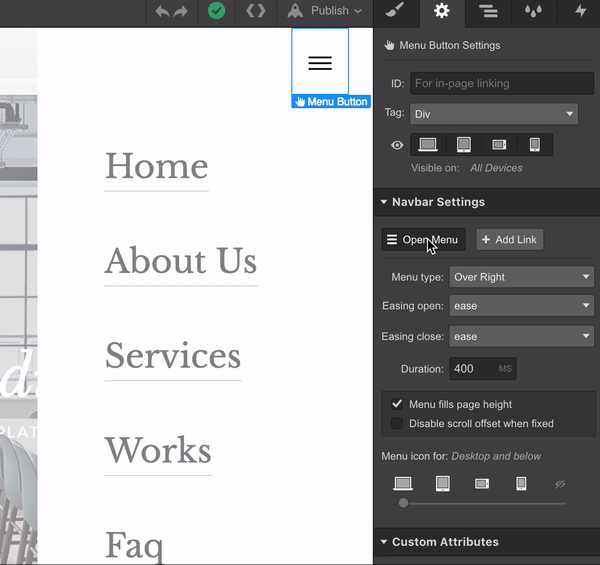 Publish
Menu Button
Home
About Us
Services
Works
Faq
PLAT
Menu Button Settings
ID: For in-page linking
Tag: Div
Visible on: All Devices
Navbar Settings
Open Menu + Add Link
Menu type: Over Right
Easing open: ease
Easing close: ease
Duration: 400 MS
Menu fills page height
Disable scroll offset when fixed
Menu icon for: Desktop and below
Custom Attributes